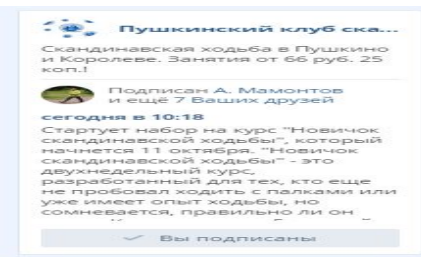 Пушкинский клуб ска...
Скандинавская ходьба в Пушкино
и Королеве. Занятия от 66 руб. 25
коп.!
Подписан А. Мамонтов
и ещё 7 Ваших друзей
сегодня в 10:18
Стартует набор на курс "Новичок
скандинавской ходьбы", который
начнется 11 октября. "Новичок
скандинавской ходьбы" - это
двухнедельный курс,
разработанный для тех, кто еще
не пробовал ходить с палками или
уже имеет опыт ходьбы, но
сомневается, правильно ли он
Вы подписаны